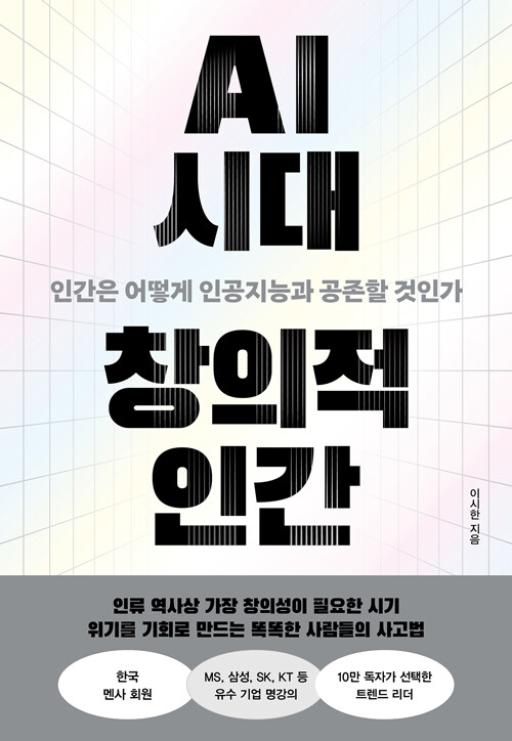 AI
시대
인간은 어떻게 인공지능과 공존할 것인가
창의적
인간
이시한 지음
인류 역사상 가장 창의성이 필요한 시기
위기를 기회로 만드는 똑똑한 사람들의 사고법
한국
멘사 회원
MS, 삼성, SK, KT 등
유수 기업 명강의
10만 독자가 선택한
트렌드 리더